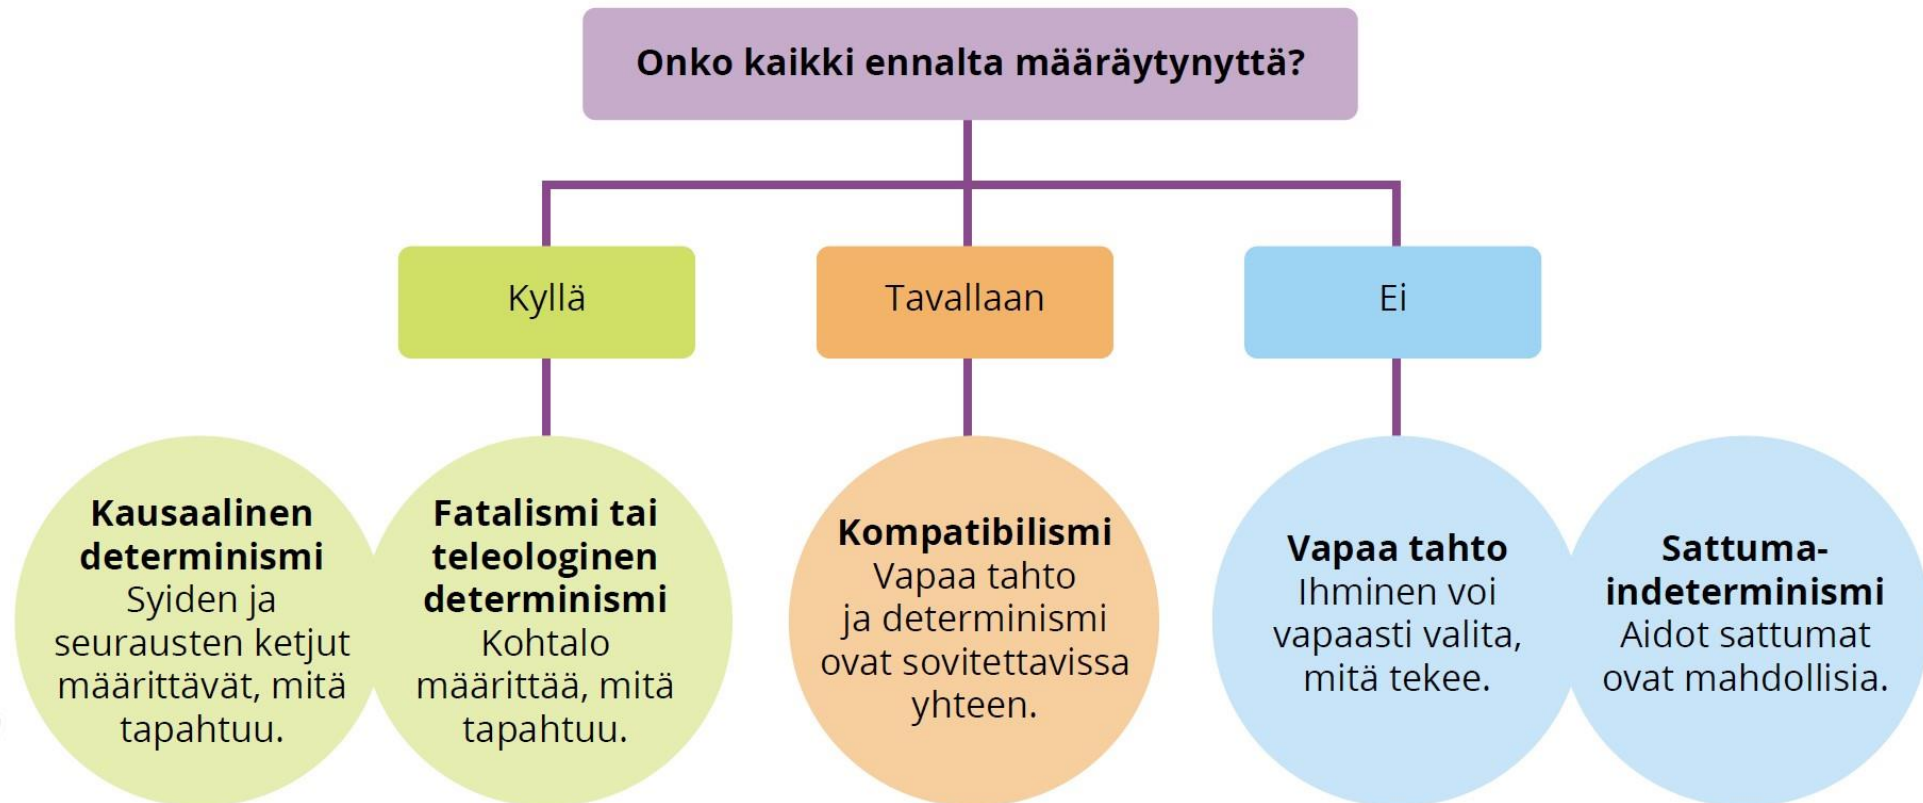 Onko kaikki ennalta määräytynyttä?
Kyllä
Tavallaan
Ei
Kausaalinen
determinismi
Syiden ja
seurausten ketjut
määrittävät, mitä
tapahtuu.
Fatalismi tai
teleologinen
determinismi
Kohtalo
määrittää, mitä
tapahtuu.
Kompatibilismi
Vapaa tahto
ja determinismi
ovat sovitettavissa
yhteen.
Vapaa tahto
Ihminen voi
vapaasti valita,
mitä tekee.
Sattuma-
indeterminismi
Aidot sattumat
ovat mahdollisia.